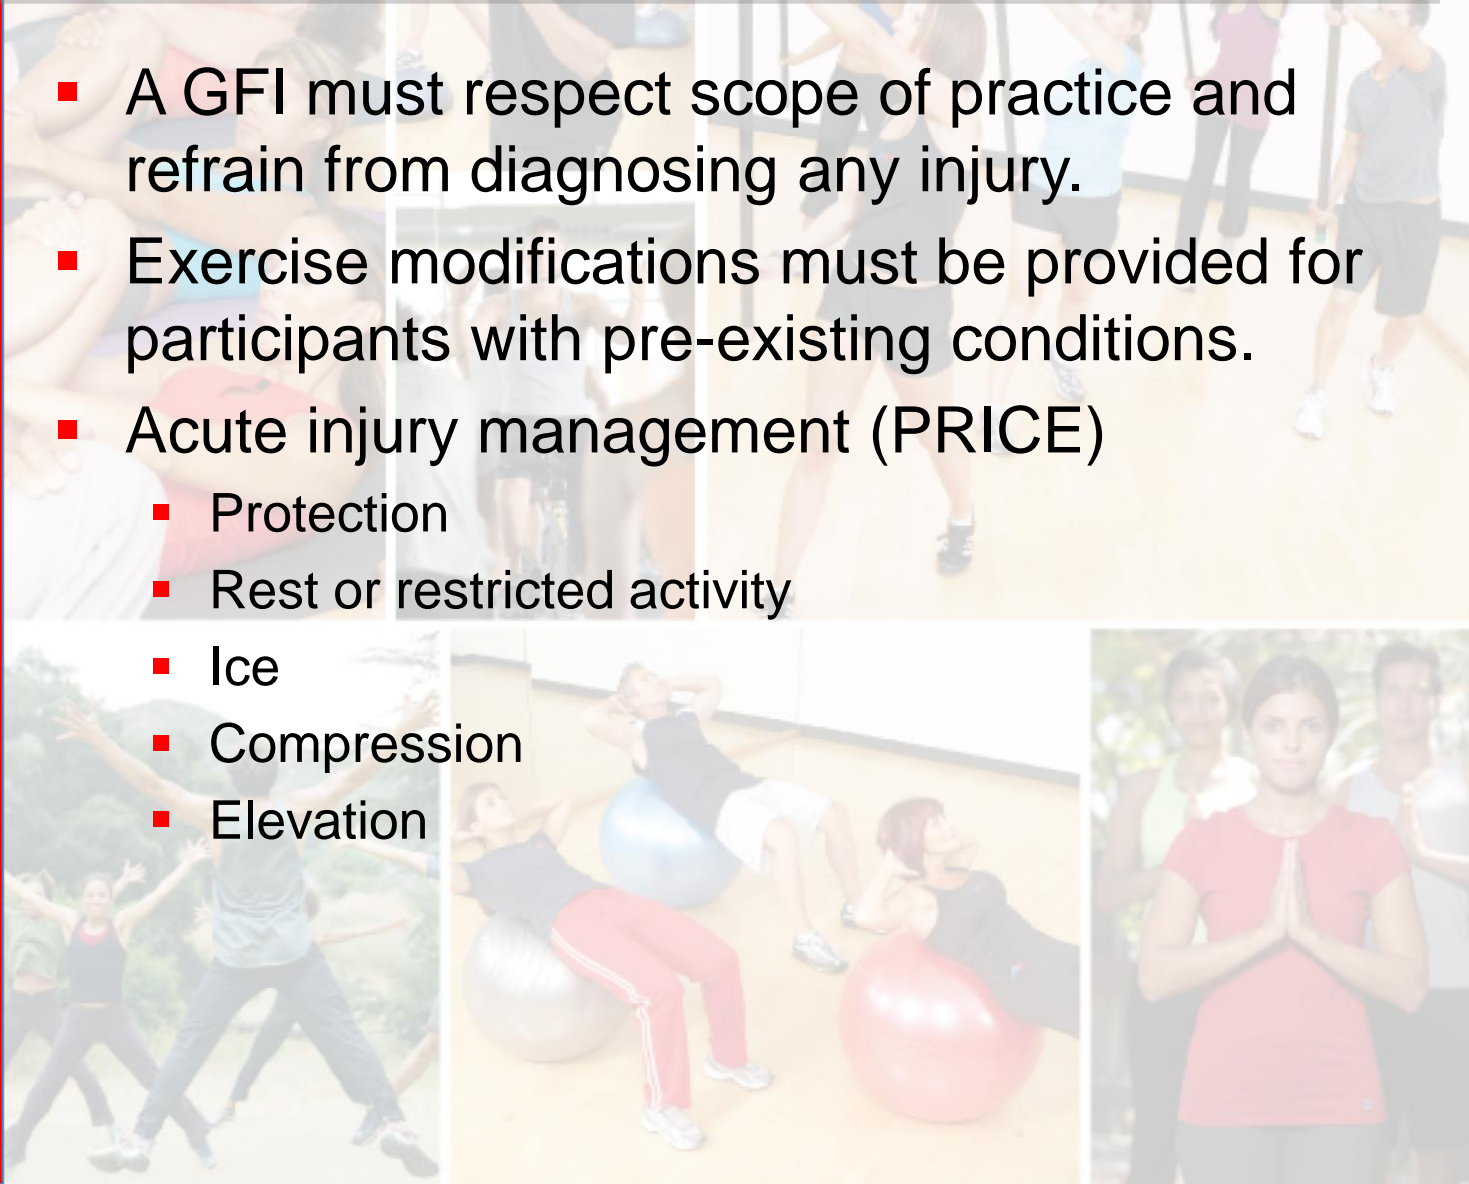 ▪ A GFI must respect scope of practice and
refrain from diagnosing any injury.
▪ Exercise modifications must be provided for
participants with pre-existing conditions.
▪ Acute injury management (PRICE)
▪ Protection
▪ Rest or restricted activity
▪ Ice
▪ Compression
▪ Elevation